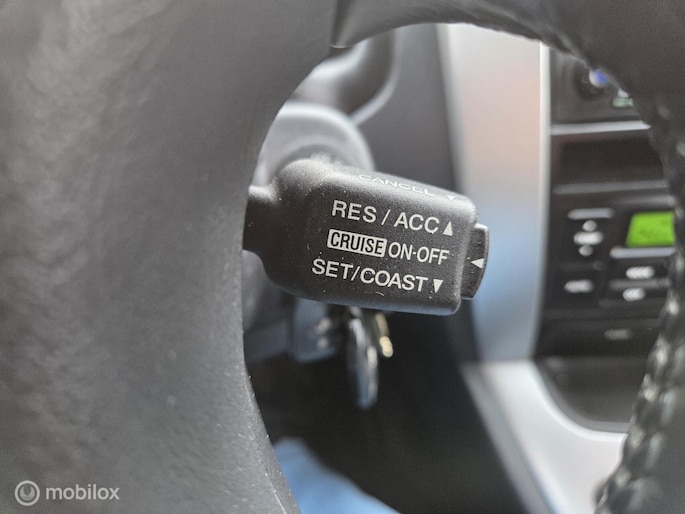 CANCEL
RES / ACC ▲
CRUISE ON-OFF ◄
SET/COAST ▼
mobilox